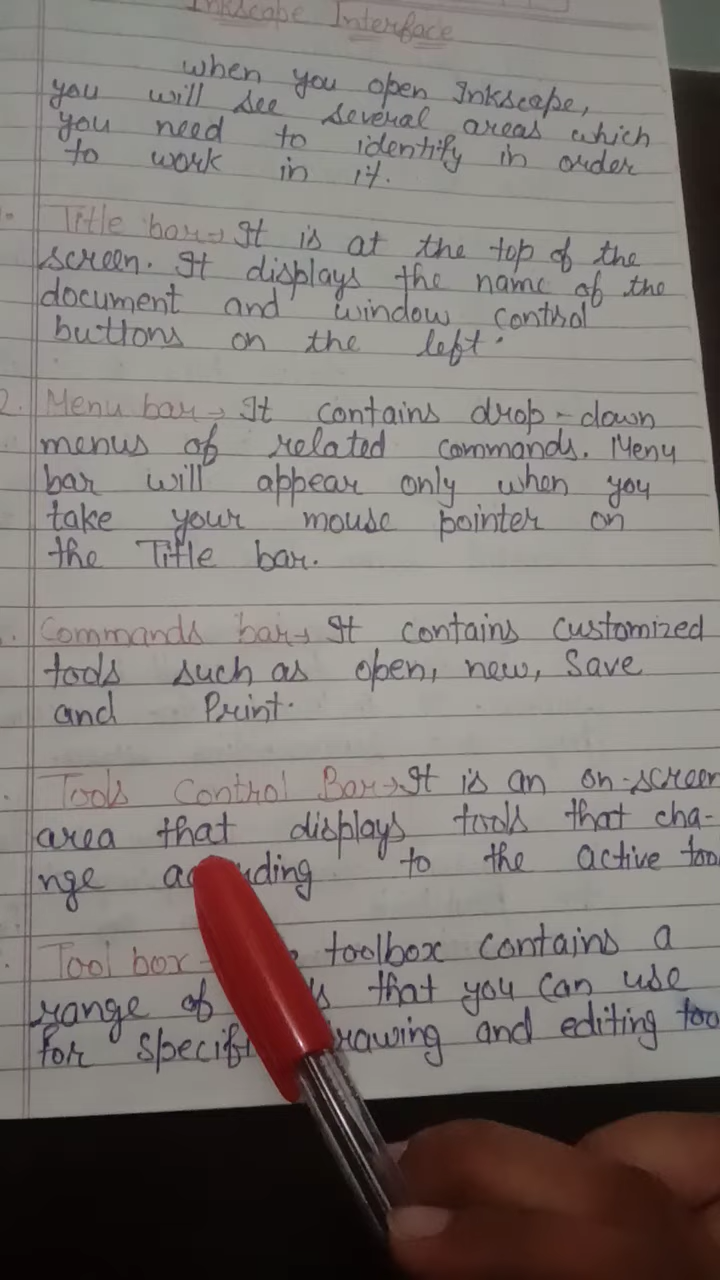 Inkscape Interface
when you open Inkscape,
you will see several areas which
you need to identify in order
to work in it.
Title bar → It is at the top of the
screen. It displays the name of the
document and window control
buttons on the left.
2. Menu bar → It contains drop-down
menus of related commands. Menu
bar will appear only when you
take your mouse pointer on
the Title bar.
Commands bar → It contains customized
tools such as open, new, Save
and Print.
Tools Control Bar → It is an on-screen
area that displays tools that cha-
nge to the active too
Tool box toolbox contains a
range of that you can use
for drawing and editing too